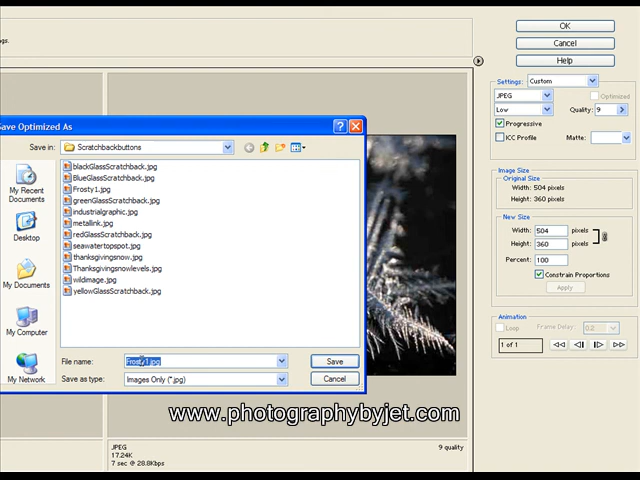 gs.
OK
Cancel
Help
Settings: Custom
JPEG
Optimized
Low
Quality: 9
Progressive
ICC Profile
Matte:
Image Size
Original Size
Width: 504 pixels
Height: 360 pixels
New Size
Width: 504 pixels
Height: 360 pixels
Percent: 100
Constrain Proportions
Apply
Animation
Loop
Frame Delay: 0.2
1 of 1
Save Optimized As
Save in: Scratchbackbuttons
My Recent
Documents
Desktop
My Documents
My Computer
My Network
blackGlassScratchback.jpg
BlueGlassScratchback.jpg
Frosty1.jpg
greenGlassScratchback.jpg
industrialgraphic.jpg
metallink.jpg
redGlassScratchback.jpg
seawatertopspot.jpg
thanksgivingsnow.jpg
Thanksgivingsnowlevels.jpg
wildimage.jpg
yellowGlassScratchback.jpg
File name: Frosty1.jpg
Save
Save as type: Images Only (*.jpg)
Cancel
www.photographybyjet.com
JPEG
9 quality
17.24K
7 sec @ 28.8Kbps